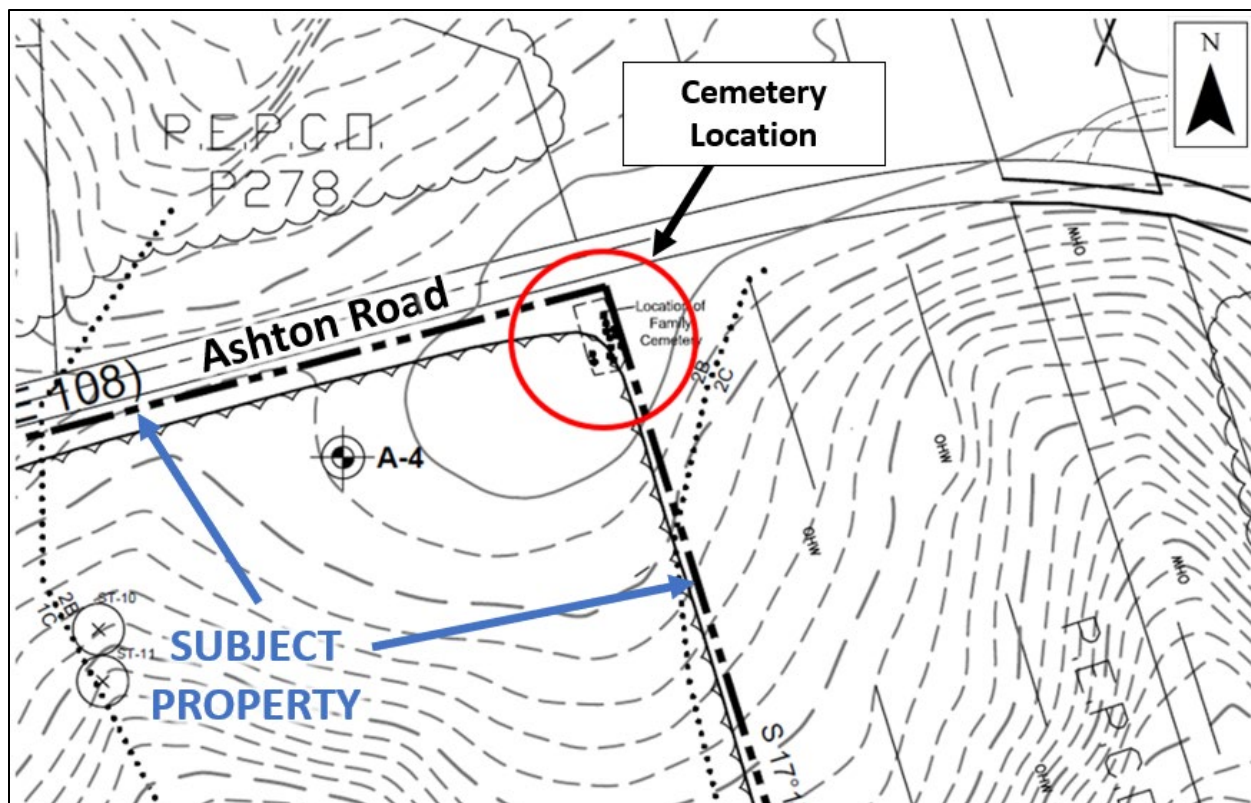 N
Cemetery
Location
P.E.P.C.O.
P278
Ashton Road
108)
Location of
Family
Cemetery
2B
2C
OHW
A-4
OHW
OHW
OHW
2B
1C
ST-10
ST-11
SUBJECT
PROPERTY
S 17°1
OHW
P.E.P.C